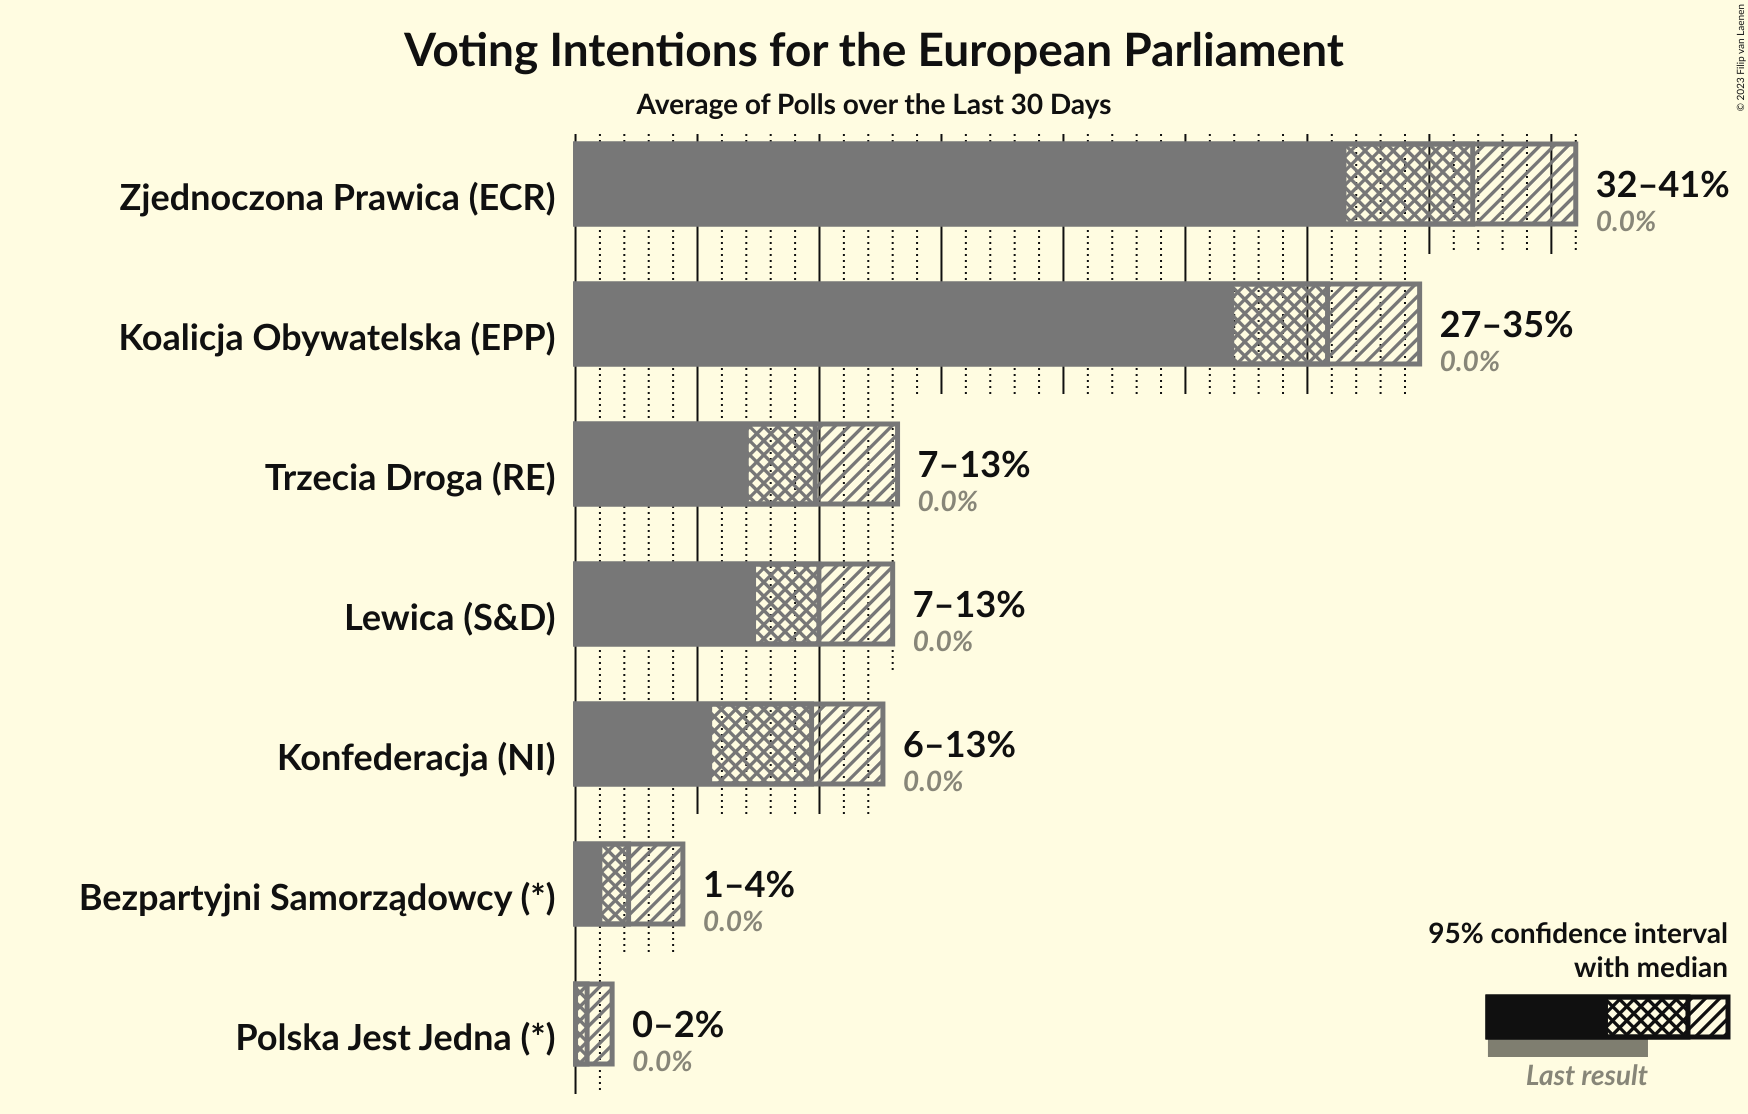 Voting Intentions for the European Parliament
Average of Polls over the Last 30 Days
© 2023 Filip van Laenen
Zjednoczona Prawica (ECR)
32–41%
0.0%
Koalicja Obywatelska (EPP)
27–35%
0.0%
Trzecia Droga (RE)
7–13%
0.0%
Lewica (S&D)
7–13%
0.0%
Konfederacja (NI)
6–13%
0.0%
Bezpartyjni Samorządowcy (*)
1–4%
0.0%
Polska Jest Jedna (*)
0–2%
0.0%
95% confidence interval
with median
Last result